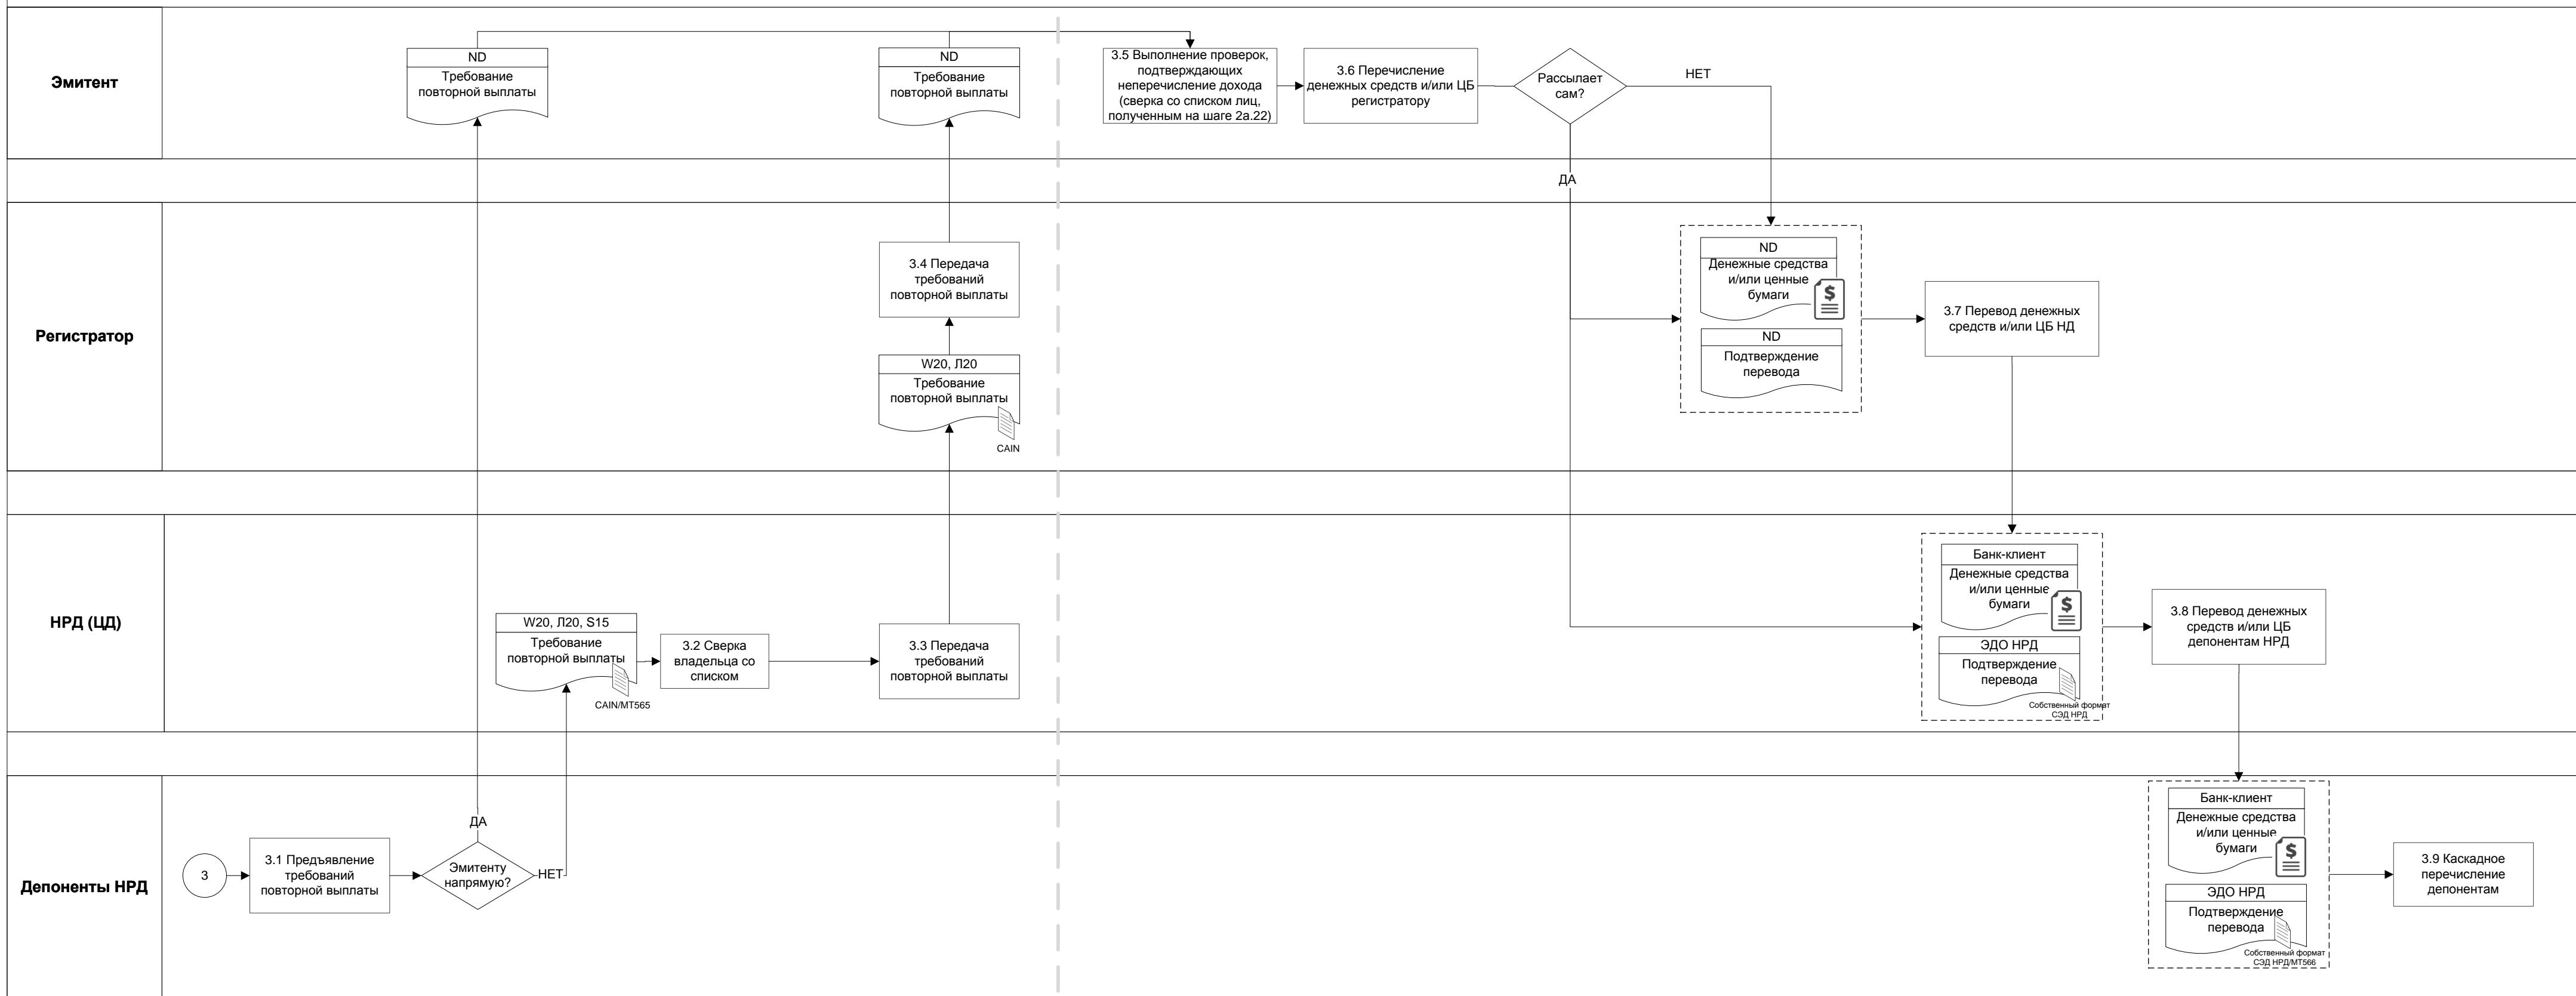 Эмитент
ND
Требование
повторной выплаты
ND
Требование
повторной выплаты
3.5 Выполнение проверок,
подтверждающих
неперечисление дохода
(сверка со списком лиц,
полученным на шаге 2а.22)
3.6 Перечисление
денежных средств и/или ЦБ
регистратору
Рассылает
сам?
НЕТ
ДА
Регистратор
3.4 Передача
требований
повторной выплаты
W20, Л20
Требование
повторной выплаты
CAIN
ND
Денежные средства
и/или ценные
бумаги
ND
Подтверждение
перевода
3.7 Перевод денежных
средств и/или ЦБ НД
НРД (ЦД)
W20, Л20, S15
Требование
повторной выплаты
CAIN/MT565
3.2 Сверка
владельца со
списком
3.3 Передача
требований
повторной выплаты
Банк-клиент
Денежные средства
и/или ценные
бумаги
ЭДО НРД
Подтверждение
перевода
Собственный формат
СЭД НРД
3.8 Перевод денежных
средств и/или ЦБ
депонентам НРД
Депоненты НРД
3
3.1 Предъявление
требований
повторной выплаты
ДА
Эмитенту
напрямую?
НЕТ
Банк-клиент
Денежные средства
и/или ценные
бумаги
ЭДО НРД
Подтверждение
перевода
Собственный формат
СЭД НРД/МТ566
3.9 Каскадное
перечисление
депонентам